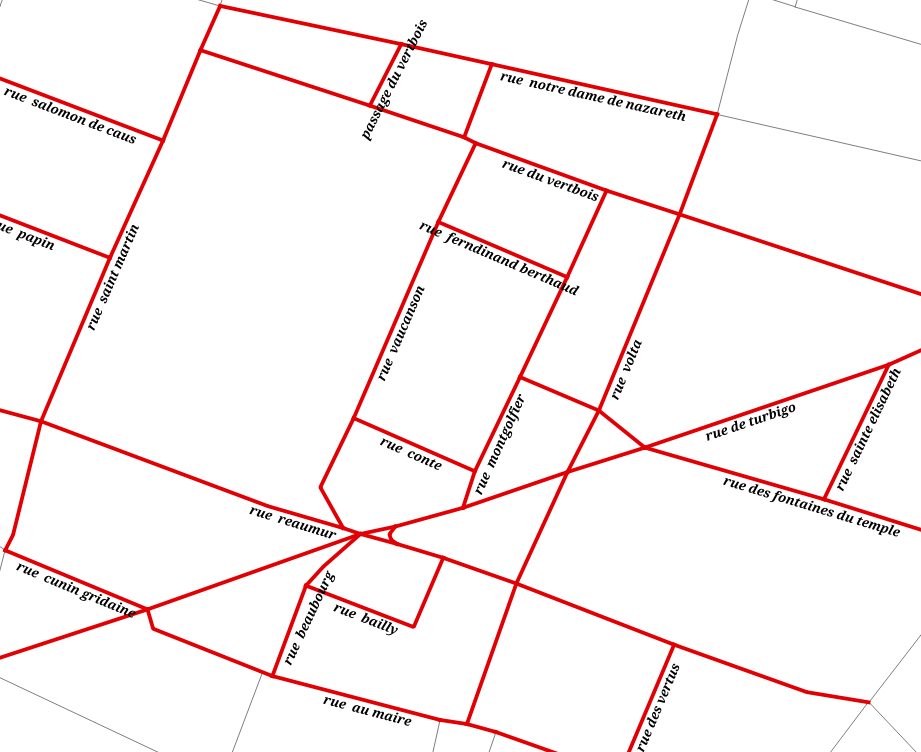 passage du vertbois
rue notre dame de nazareth
rue salomon de caus
rue du vertbois
ue papin
rue ferndinand berthaud
rue saint martin
rue vaucanson
rue volta
rue sainte elisabeth
rue de turbigo
rue montgolfier
rue conte
rue des fontaines du temple
rue reaumur
rue cunin gridaine
rue beaubourg
rue bailly
rue des vertus
rue au maire